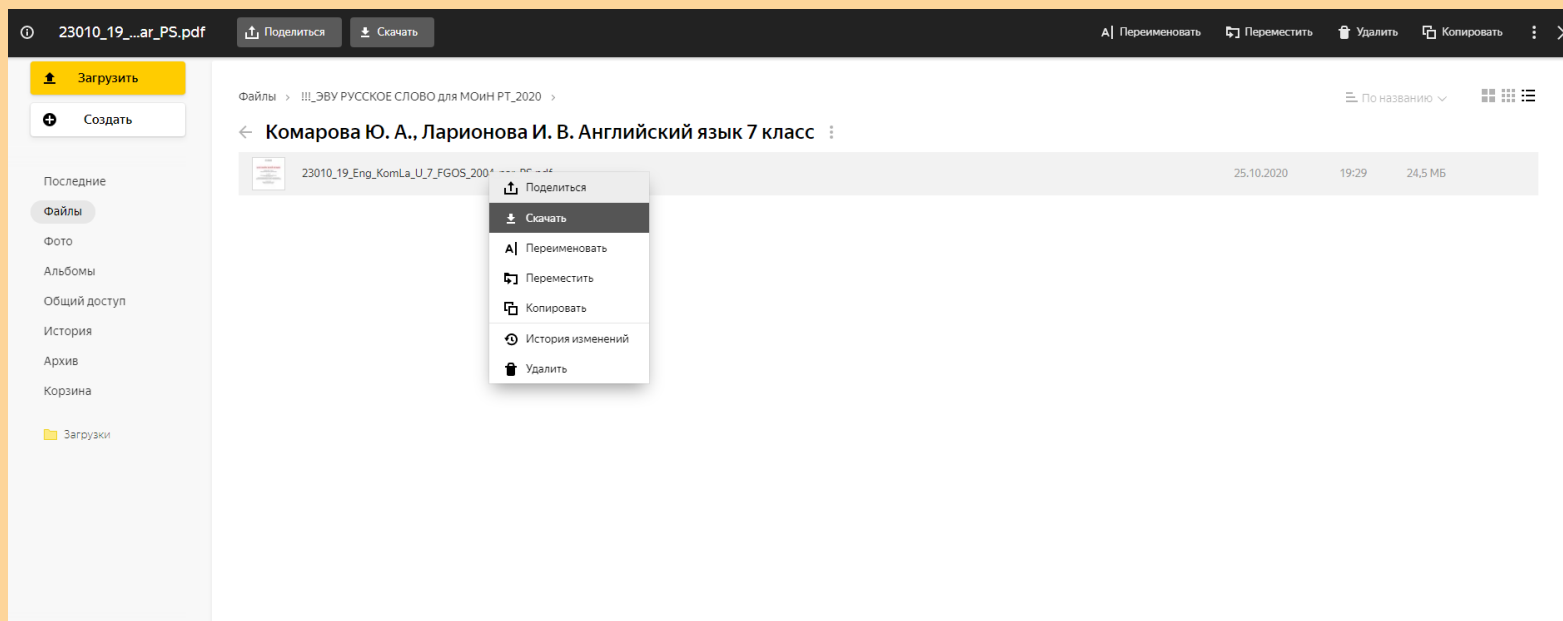 23010_19_...ar_PS.pdf Поделиться Скачать Переименовать Переместить Удалить Копировать
Загрузить
Создать
Последние
Файлы
Фото
Альбомы
Общий доступ
История
Архив
Корзина
Загрузки
Файлы › !!!_ЭВУ РУССКОЕ СЛОВО для МОиН РТ_2020 ›
По названию
Комарова Ю. А., Ларионова И. В. Английский язык 7 класс
23010_19_Eng_KomLa_U_7_FGOS_2004_par_PS.pdf 25.10.2020 19:29 24,5 МБ
Поделиться
Скачать
Переименовать
Переместить
Копировать
История изменений
Удалить